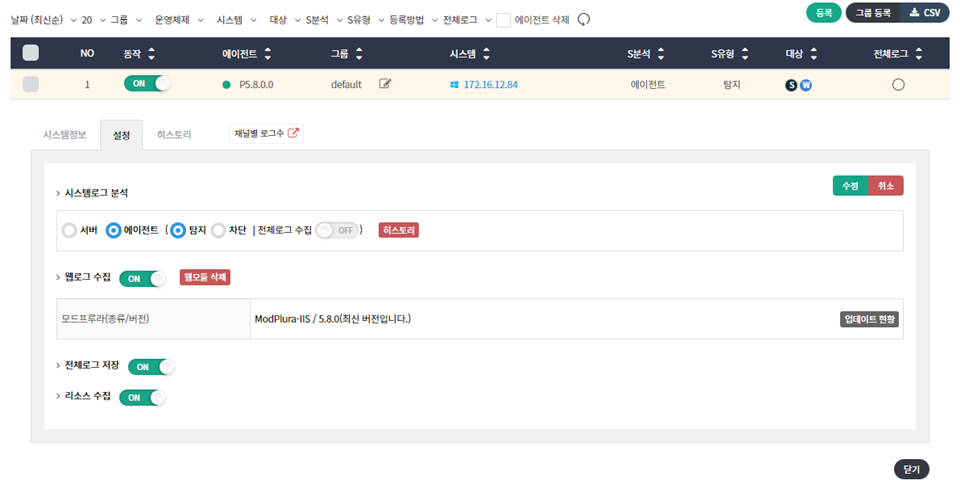 날짜 (최신순) 20 그룹 운영체제 시스템 대상 S분석 S유형 등록방법 전체로그 에이전트 삭제 등록 그룹 등록 CSV
NO 동작 에이전트 그룹 시스템 S분석 S유형 대상 전체로그
1 ON P5.8.0.0 default 172.16.12.84 에이전트 탐지 S W
시스템정보 설정 히스토리 채널별 로그수
시스템로그 분석 수정 취소
서버 에이전트 ( 탐지 차단 | 전체로그 수집 OFF ) 히스토리
웹로그 수집 ON 웹모듈 삭제
모드프루라(종류/버전) ModPlura-IIS / 5.8.0(최신 버전입니다.) 업데이트 현황
전체로그 저장 ON
리소스 수집 ON
닫기